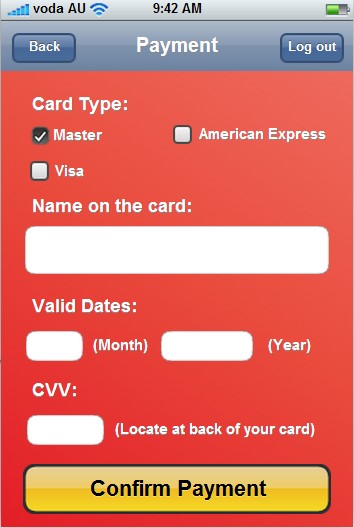 voda AU 9:42 AM
Back Payment Log out
Card Type:
Master American Express
Visa
Name on the card:
Valid Dates:
(Month) (Year)
CVV:
(Locate at back of your card)
Confirm Payment